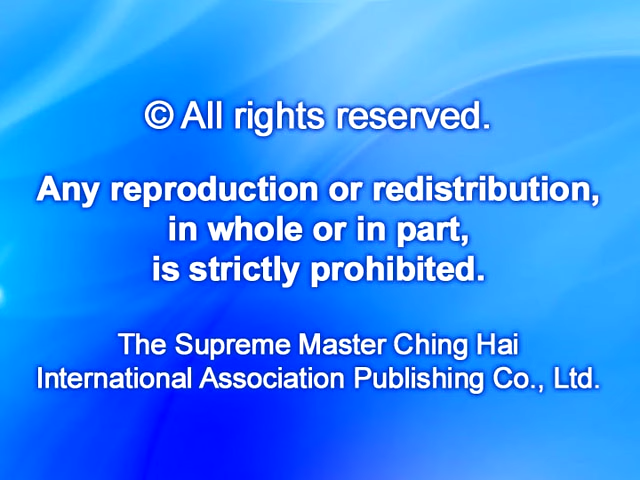 © All rights reserved.
Any reproduction or redistribution,
in whole or in part,
is strictly prohibited.
The Supreme Master Ching Hai
International Association Publishing Co., Ltd.